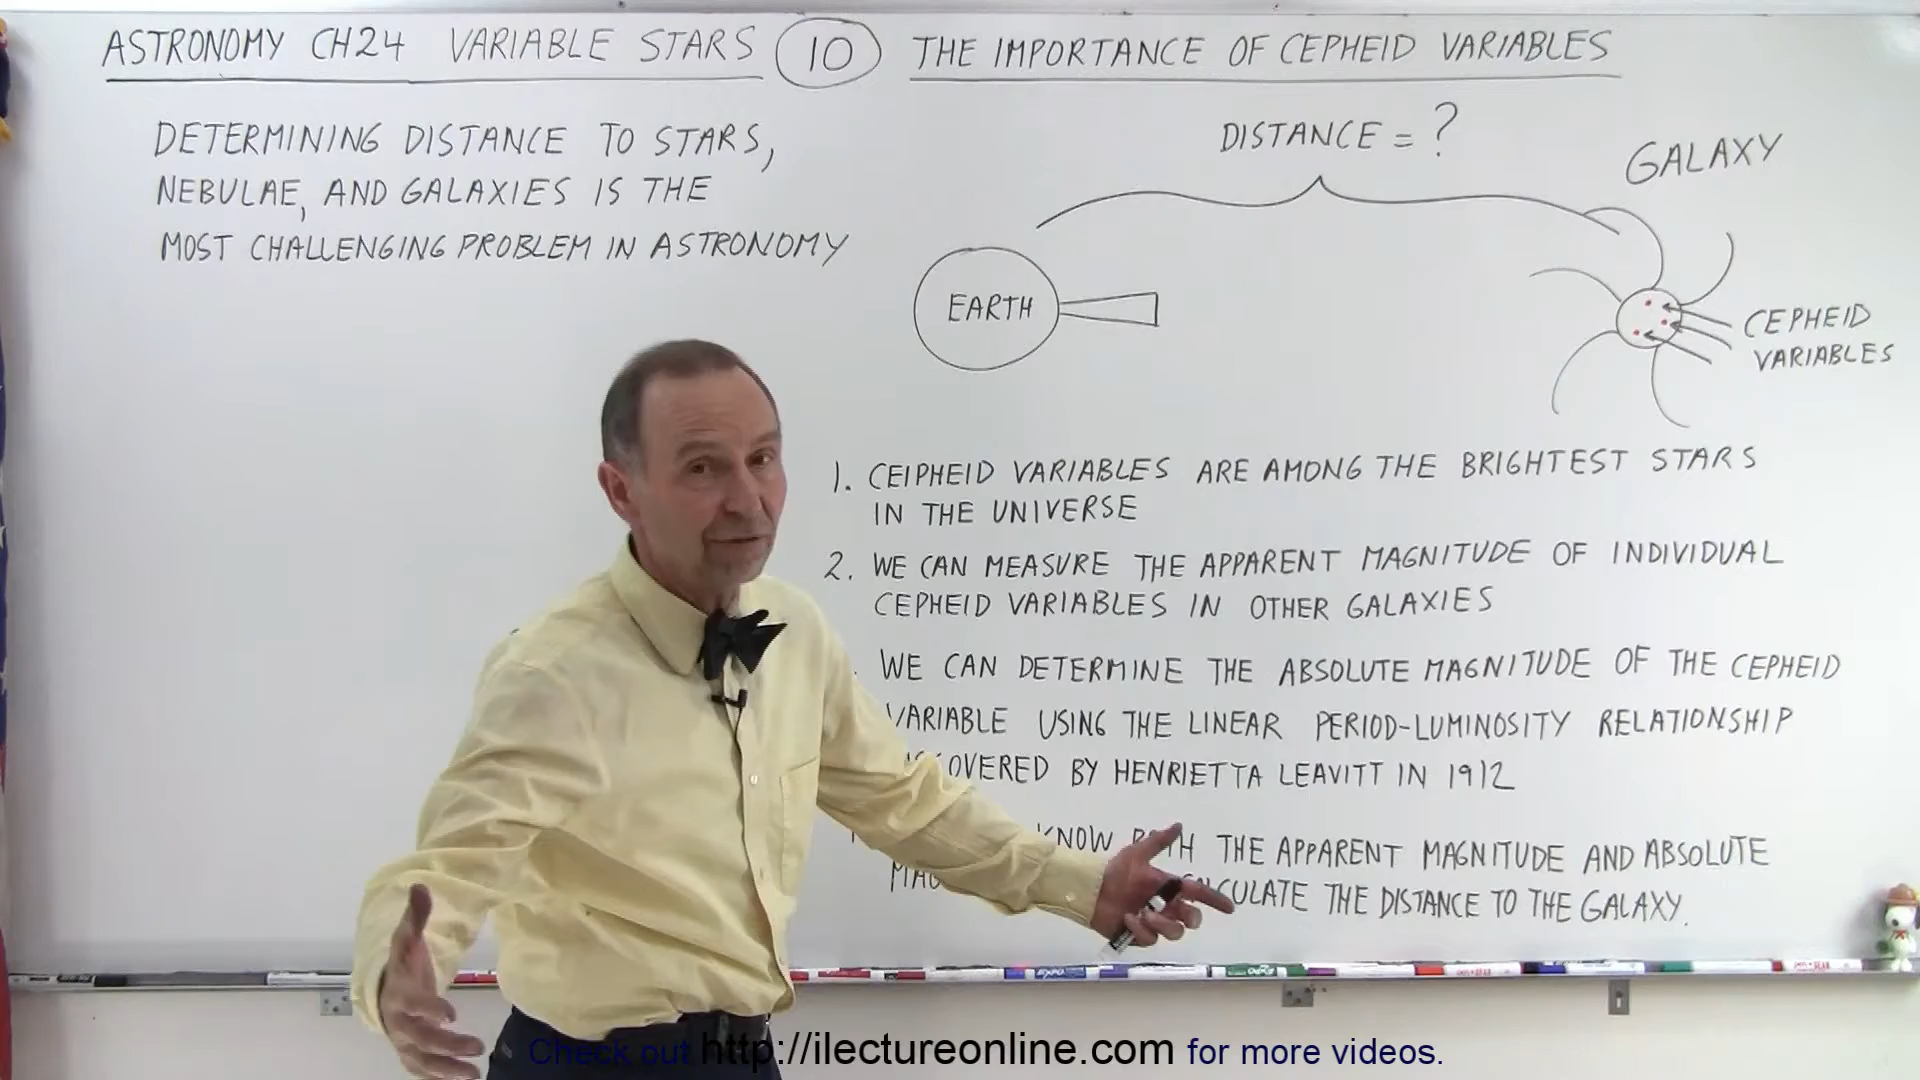 ASTRONOMY CH24 VARIABLE STARS 10 THE IMPORTANCE OF CEPHEID VARIABLES
DETERMINING DISTANCE TO STARS,
NEBULAE, AND GALAXIES IS THE
MOST CHALLENGING PROBLEM IN ASTRONOMY
DISTANCE = ?
GALAXY
EARTH
CEPHEID
VARIABLES
1. CEIPHEID VARIABLES ARE AMONG THE BRIGHTEST STARS
IN THE UNIVERSE
2. WE CAN MEASURE THE APPARENT MAGNITUDE OF INDIVIDUAL
CEPHEID VARIABLES IN OTHER GALAXIES
WE CAN DETERMINE THE ABSOLUTE MAGNITUDE OF THE CEPHEID
VARIABLE USING THE LINEAR PERIOD-LUMINOSITY RELATIONSHIP
BY HENRIETTA LEAVITT IN 1912
KNOW THE APPARENT MAGNITUDE AND ABSOLUTE
THE DISTANCE TO THE GALAXY.
Check out http://ilectureonline.com for more videos.